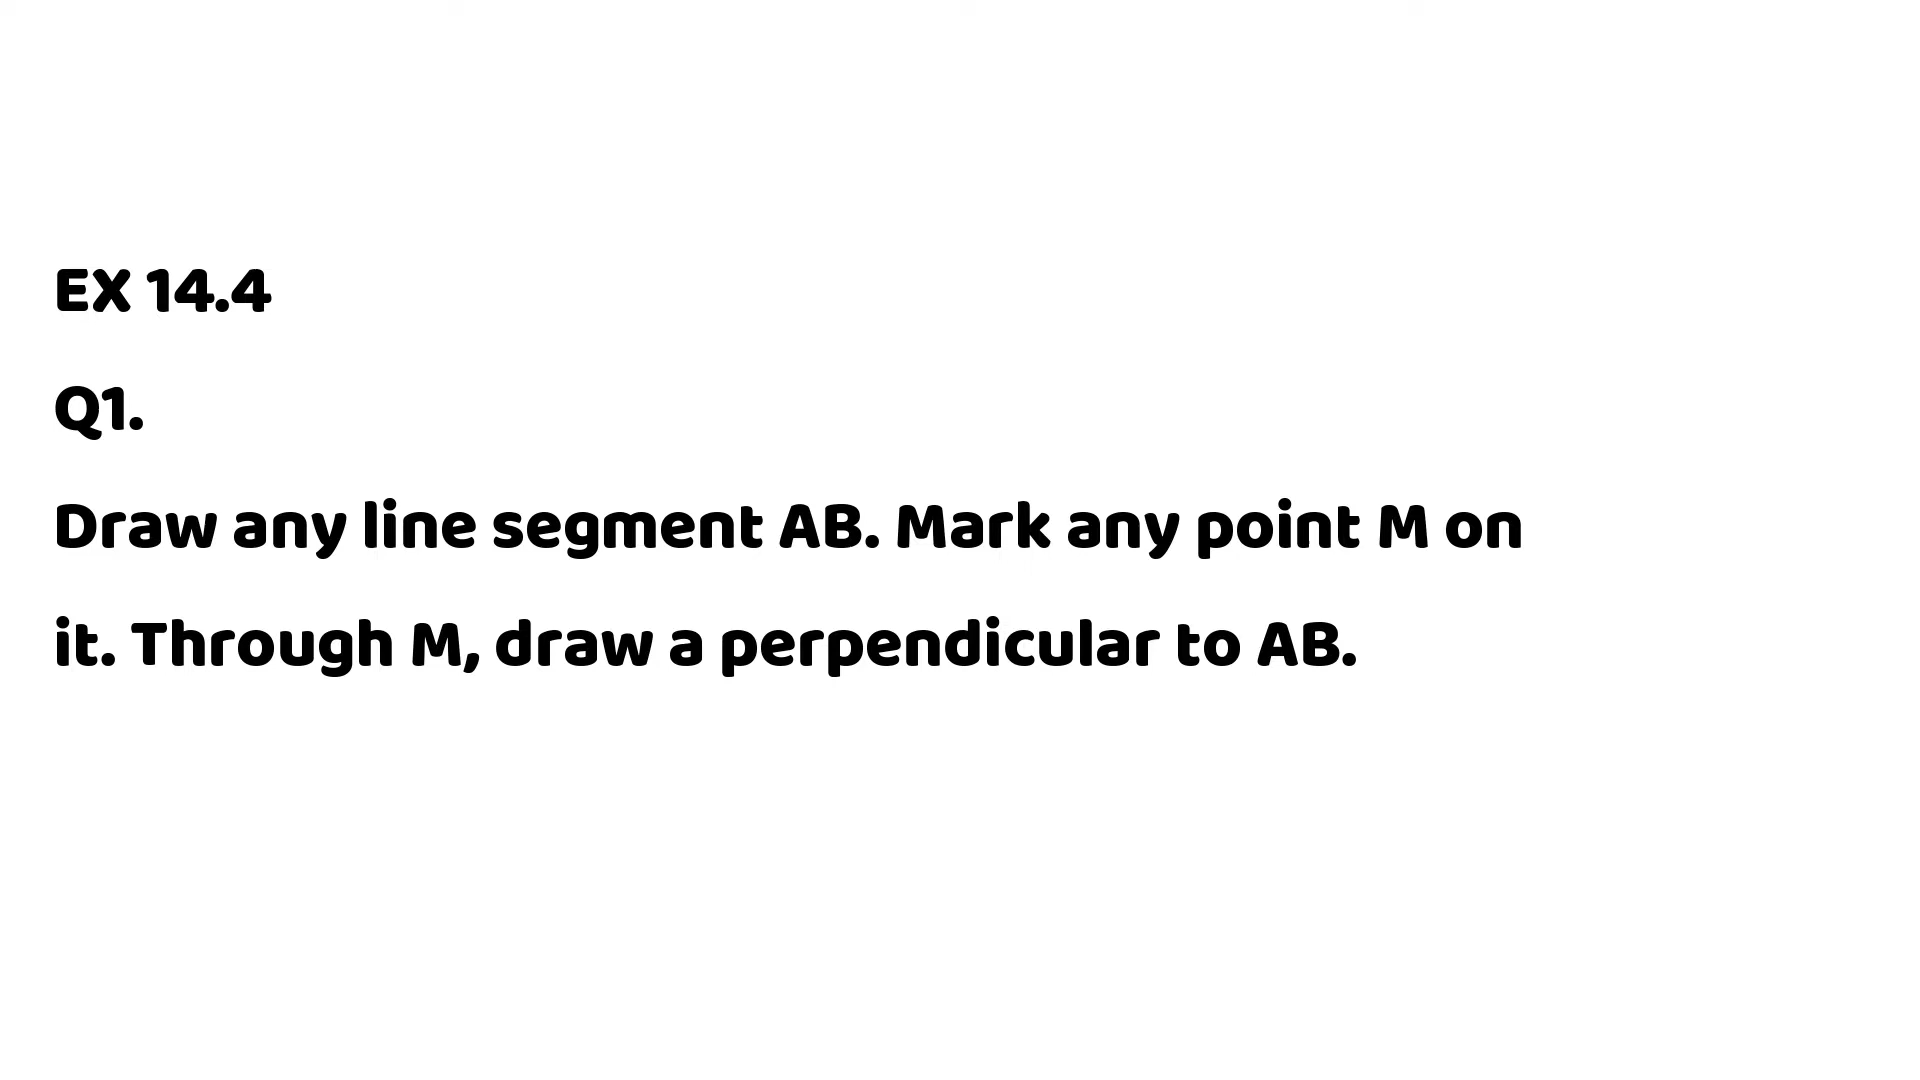 EX 14.4
Q1.
Draw any line segment AB. Mark any point M on
it. Through M, draw a perpendicular to AB.